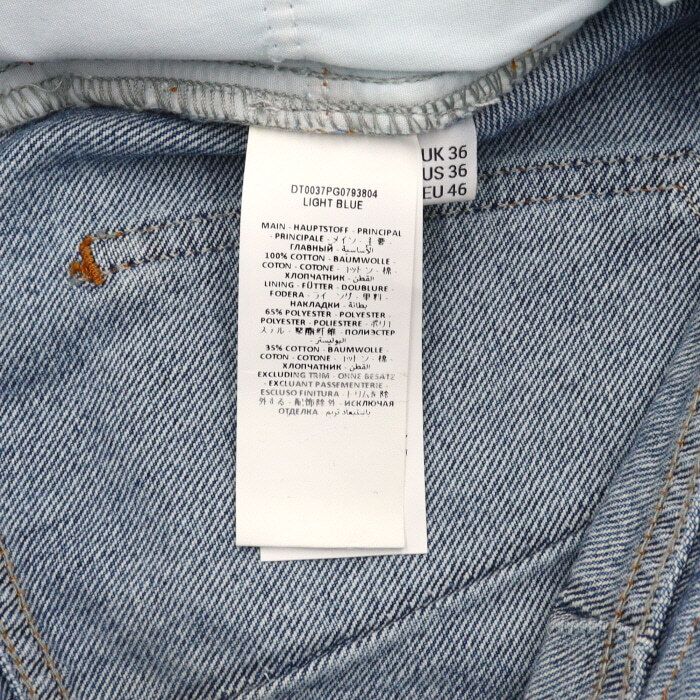 UK 36
US 36
EU 46
DT0037PG0793804
LIGHT BLUE
MAIN - HAUPTSTOFF - PRINCIPAL
- PRINCIPALE - メイン - 主要 -
ГЛАВНЫЙ - الأساسية
100% COTTON - BAUMWOLLE
COTON - COTONE - コットン - 棉 -
ХЛОПЧАТНИК - القطن
LINING - FÜTTER - DOUBLURE -
FODERA - ライニング - 里料 -
НАКЛАДКИ - بطانة
65% POLYESTER - POLYESTER -
POLYESTER - POLIESTERE - ポリー
エステル - 聚酯纤维 - ПОЛИЭСТЕР
- البوليستر
35% COTTON - BAUMWOLLE
COTON - COTONE - コットン - 棉 -
ХЛОПЧАТНИК - القطن
EXCLUDING TRIM - OHNE BESATZ
- EXCLUANT PASSEMENTERIE -
ESCLUSO FINITURA - トリムを除
外する - 配饰除外 - ИСКЛЮЧАЯ
ОТДЕЛКА - باستبعاد تريم